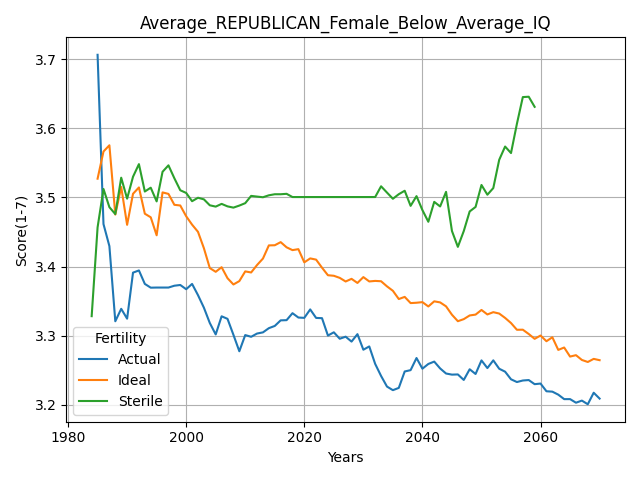 Average_REPUBLICAN_Female_Below_Average_IQ
Score(1-7)
3.7
3.6
3.5
3.4
3.3
3.2
Fertility
Actual
Ideal
Sterile
1980
2000
2020
2040
2060
Years